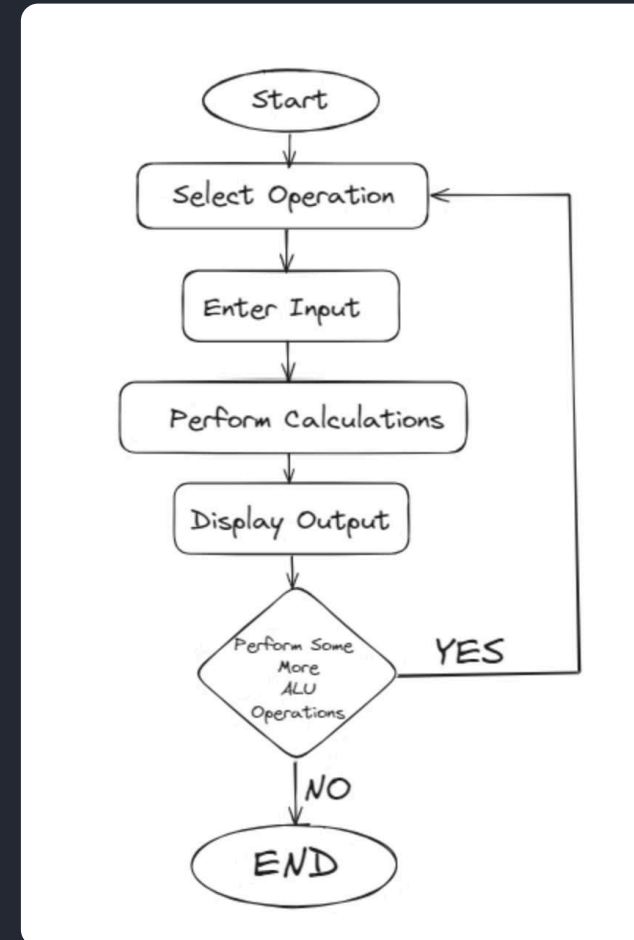 Start
Select Operation
Enter Input
Perform Calculations
Display Output
Perform Some
More
ALU
Operations
YES
NO
END